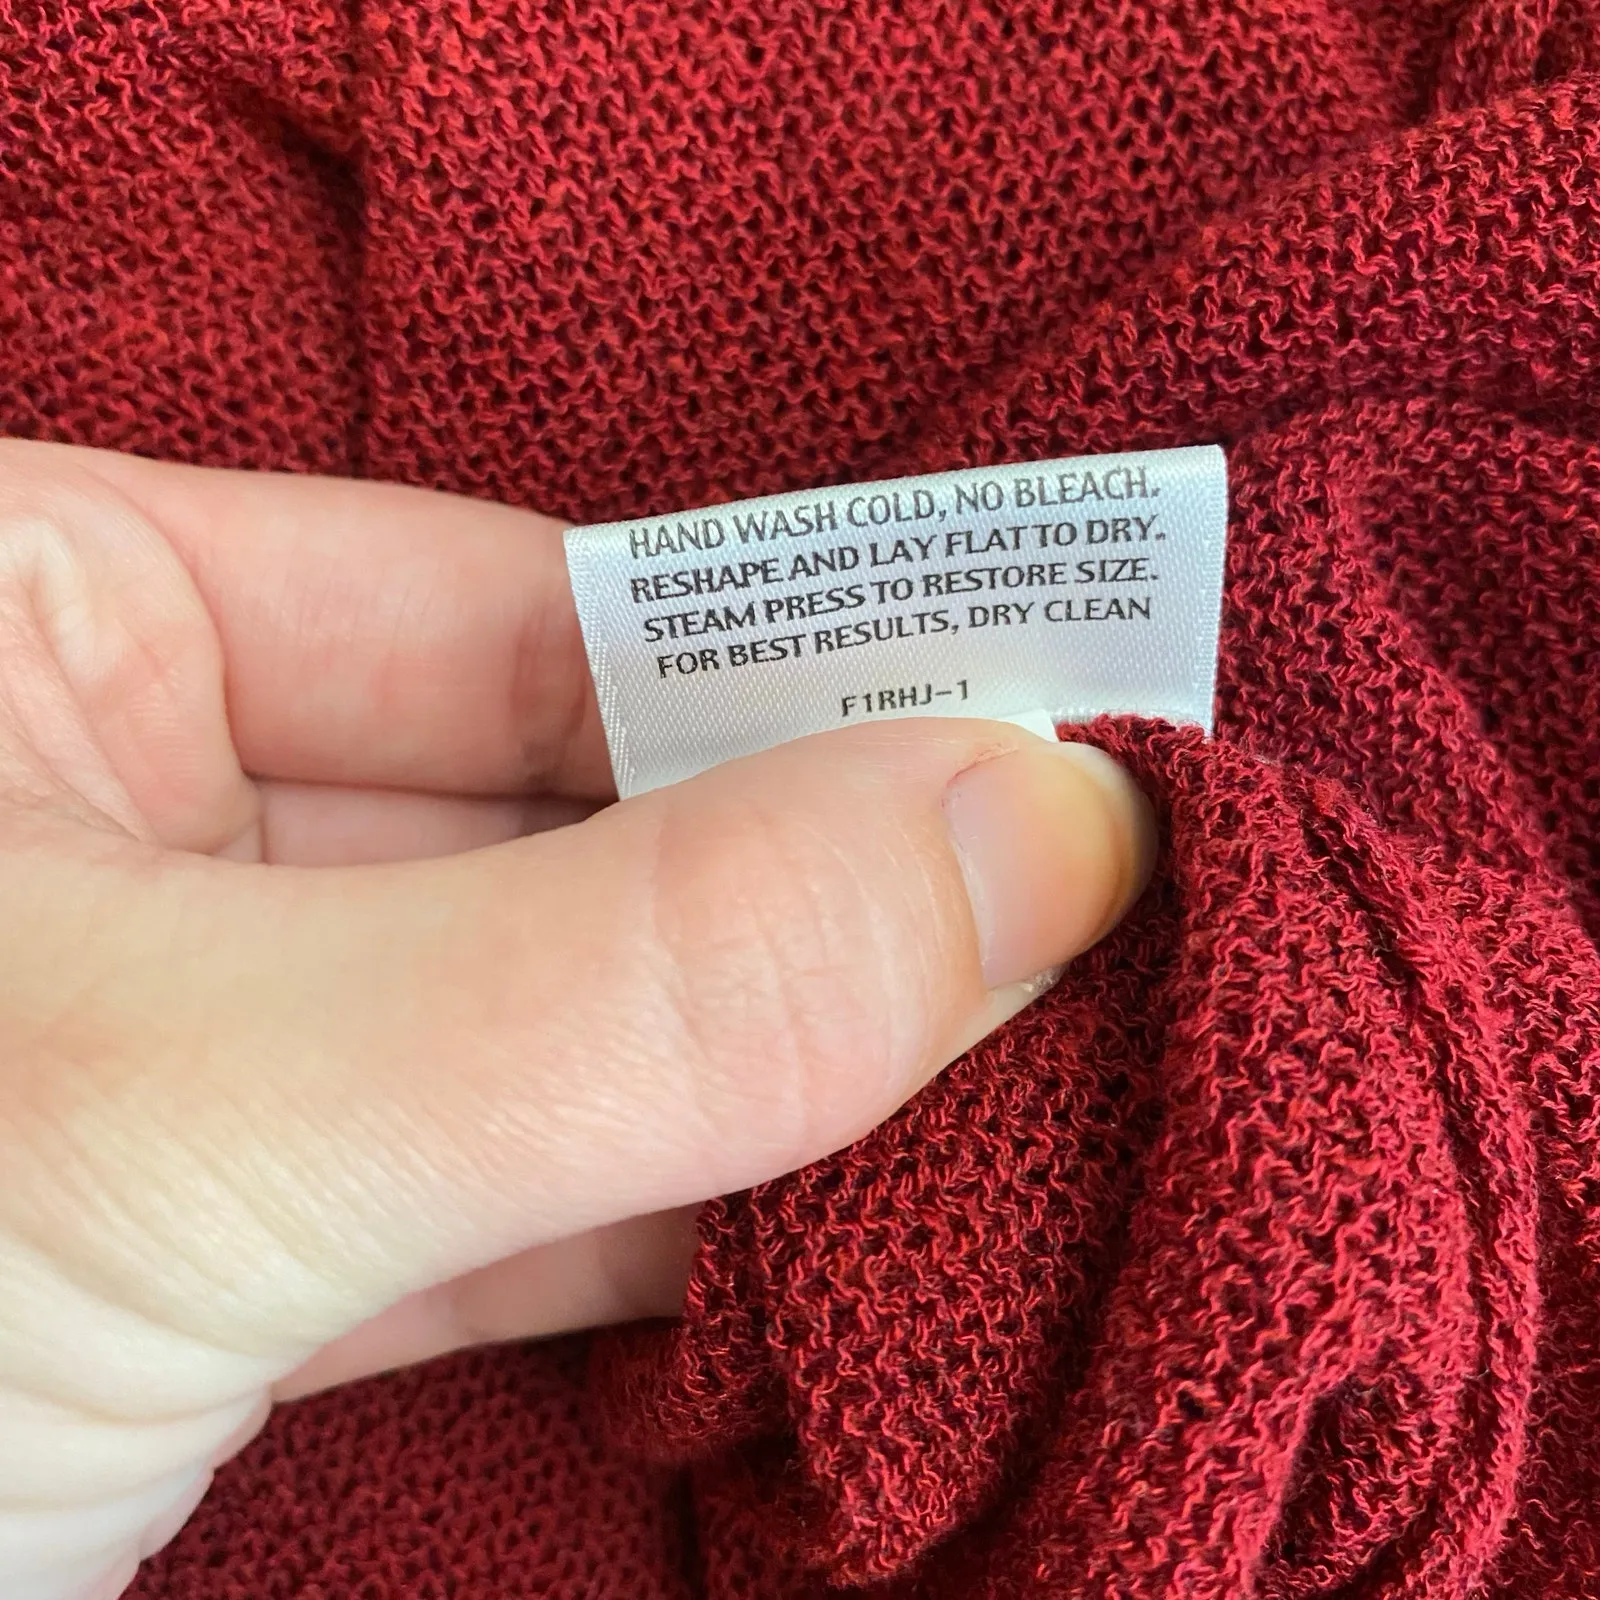 HAND WASH COLD, NO BLEACH.
RESHAPE AND LAY FLAT TO DRY.
STEAM PRESS TO RESTORE SIZE.
FOR BEST RESULTS, DRY CLEAN
F1RHJ-1